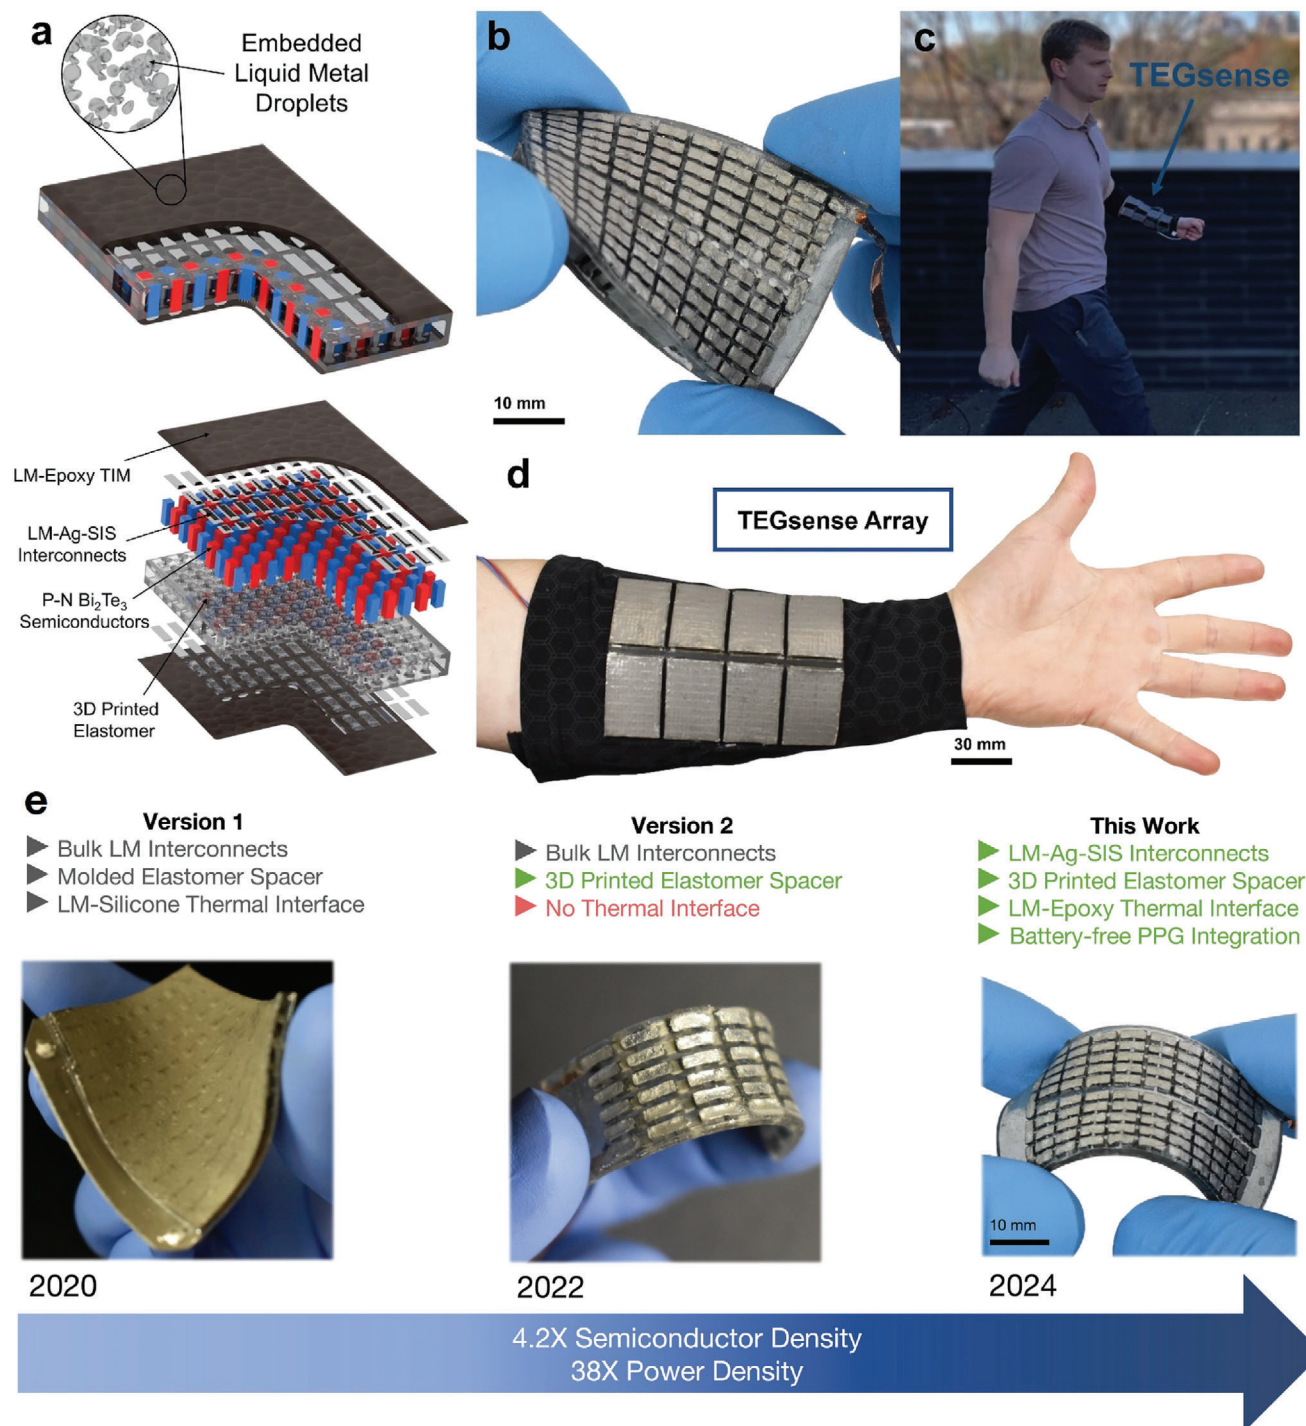 a
Embedded
Liquid Metal
Droplets
LM-Epoxy TIM
LM-Ag-SIS
Interconnects
P-N Bi₂Te₃
Semiconductors
3D Printed
Elastomer
b
10 mm
c
TEGsense
d
TEGsense Array
30 mm
e
Version 1
Bulk LM Interconnects
Molded Elastomer Spacer
LM-Silicone Thermal Interface
2020
Version 2
Bulk LM Interconnects
3D Printed Elastomer Spacer
No Thermal Interface
2022
This Work
LM-Ag-SIS Interconnects
3D Printed Elastomer Spacer
LM-Epoxy Thermal Interface
Battery-free PPG Integration
10 mm
2024
4.2X Semiconductor Density
38X Power Density